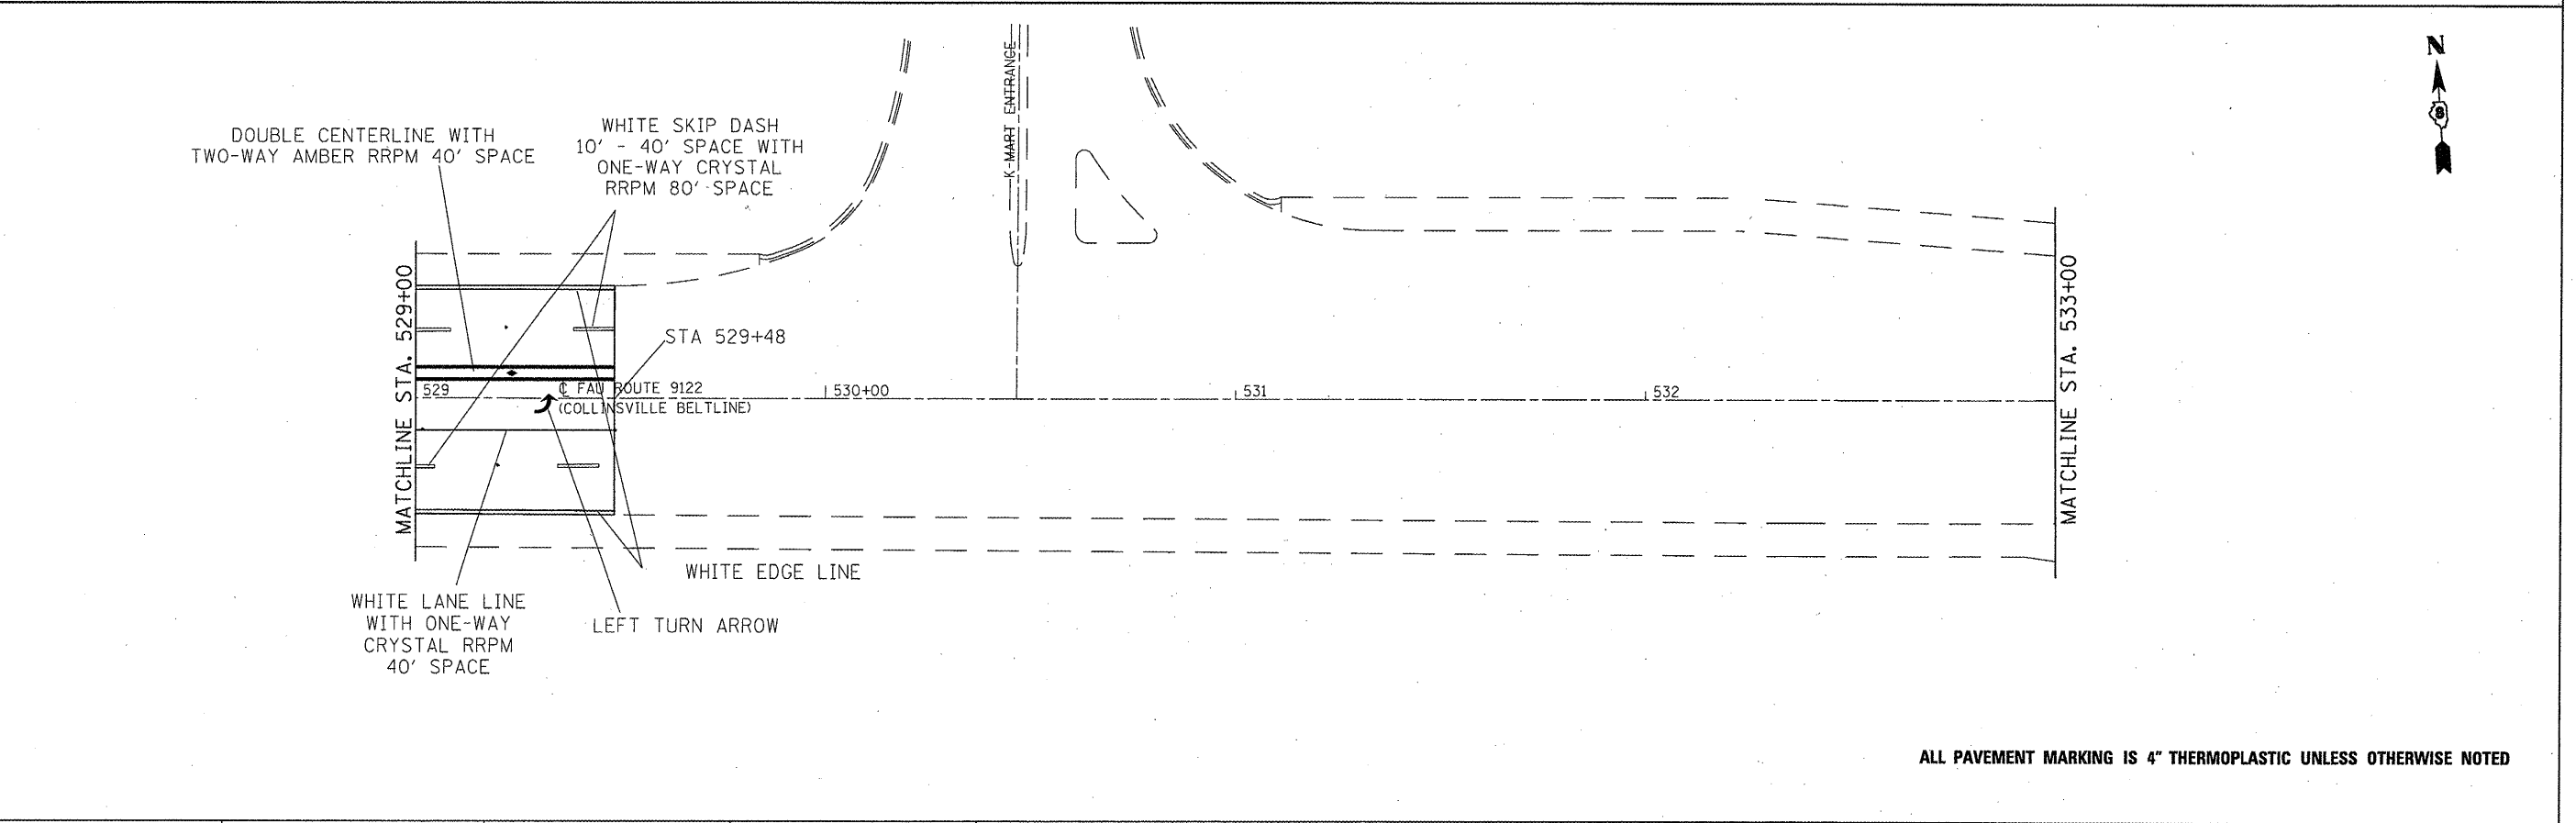 N
8
K-MART ENTRANCE
DOUBLE CENTERLINE WITH
TWO-WAY AMBER RRPM 40' SPACE
WHITE SKIP DASH
10' - 40' SPACE WITH
ONE-WAY CRYSTAL
RRPM 80' SPACE
MATCHLINE STA. 529+00
STA 529+48
529
℄ FAU ROUTE 9122
(COLLINSVILLE BELTLINE)
530+00
531
532
MATCHLINE STA. 533+00
WHITE EDGE LINE
WHITE LANE LINE
WITH ONE-WAY
CRYSTAL RRPM
40' SPACE
LEFT TURN ARROW
ALL PAVEMENT MARKING IS 4" THERMOPLASTIC UNLESS OTHERWISE NOTED